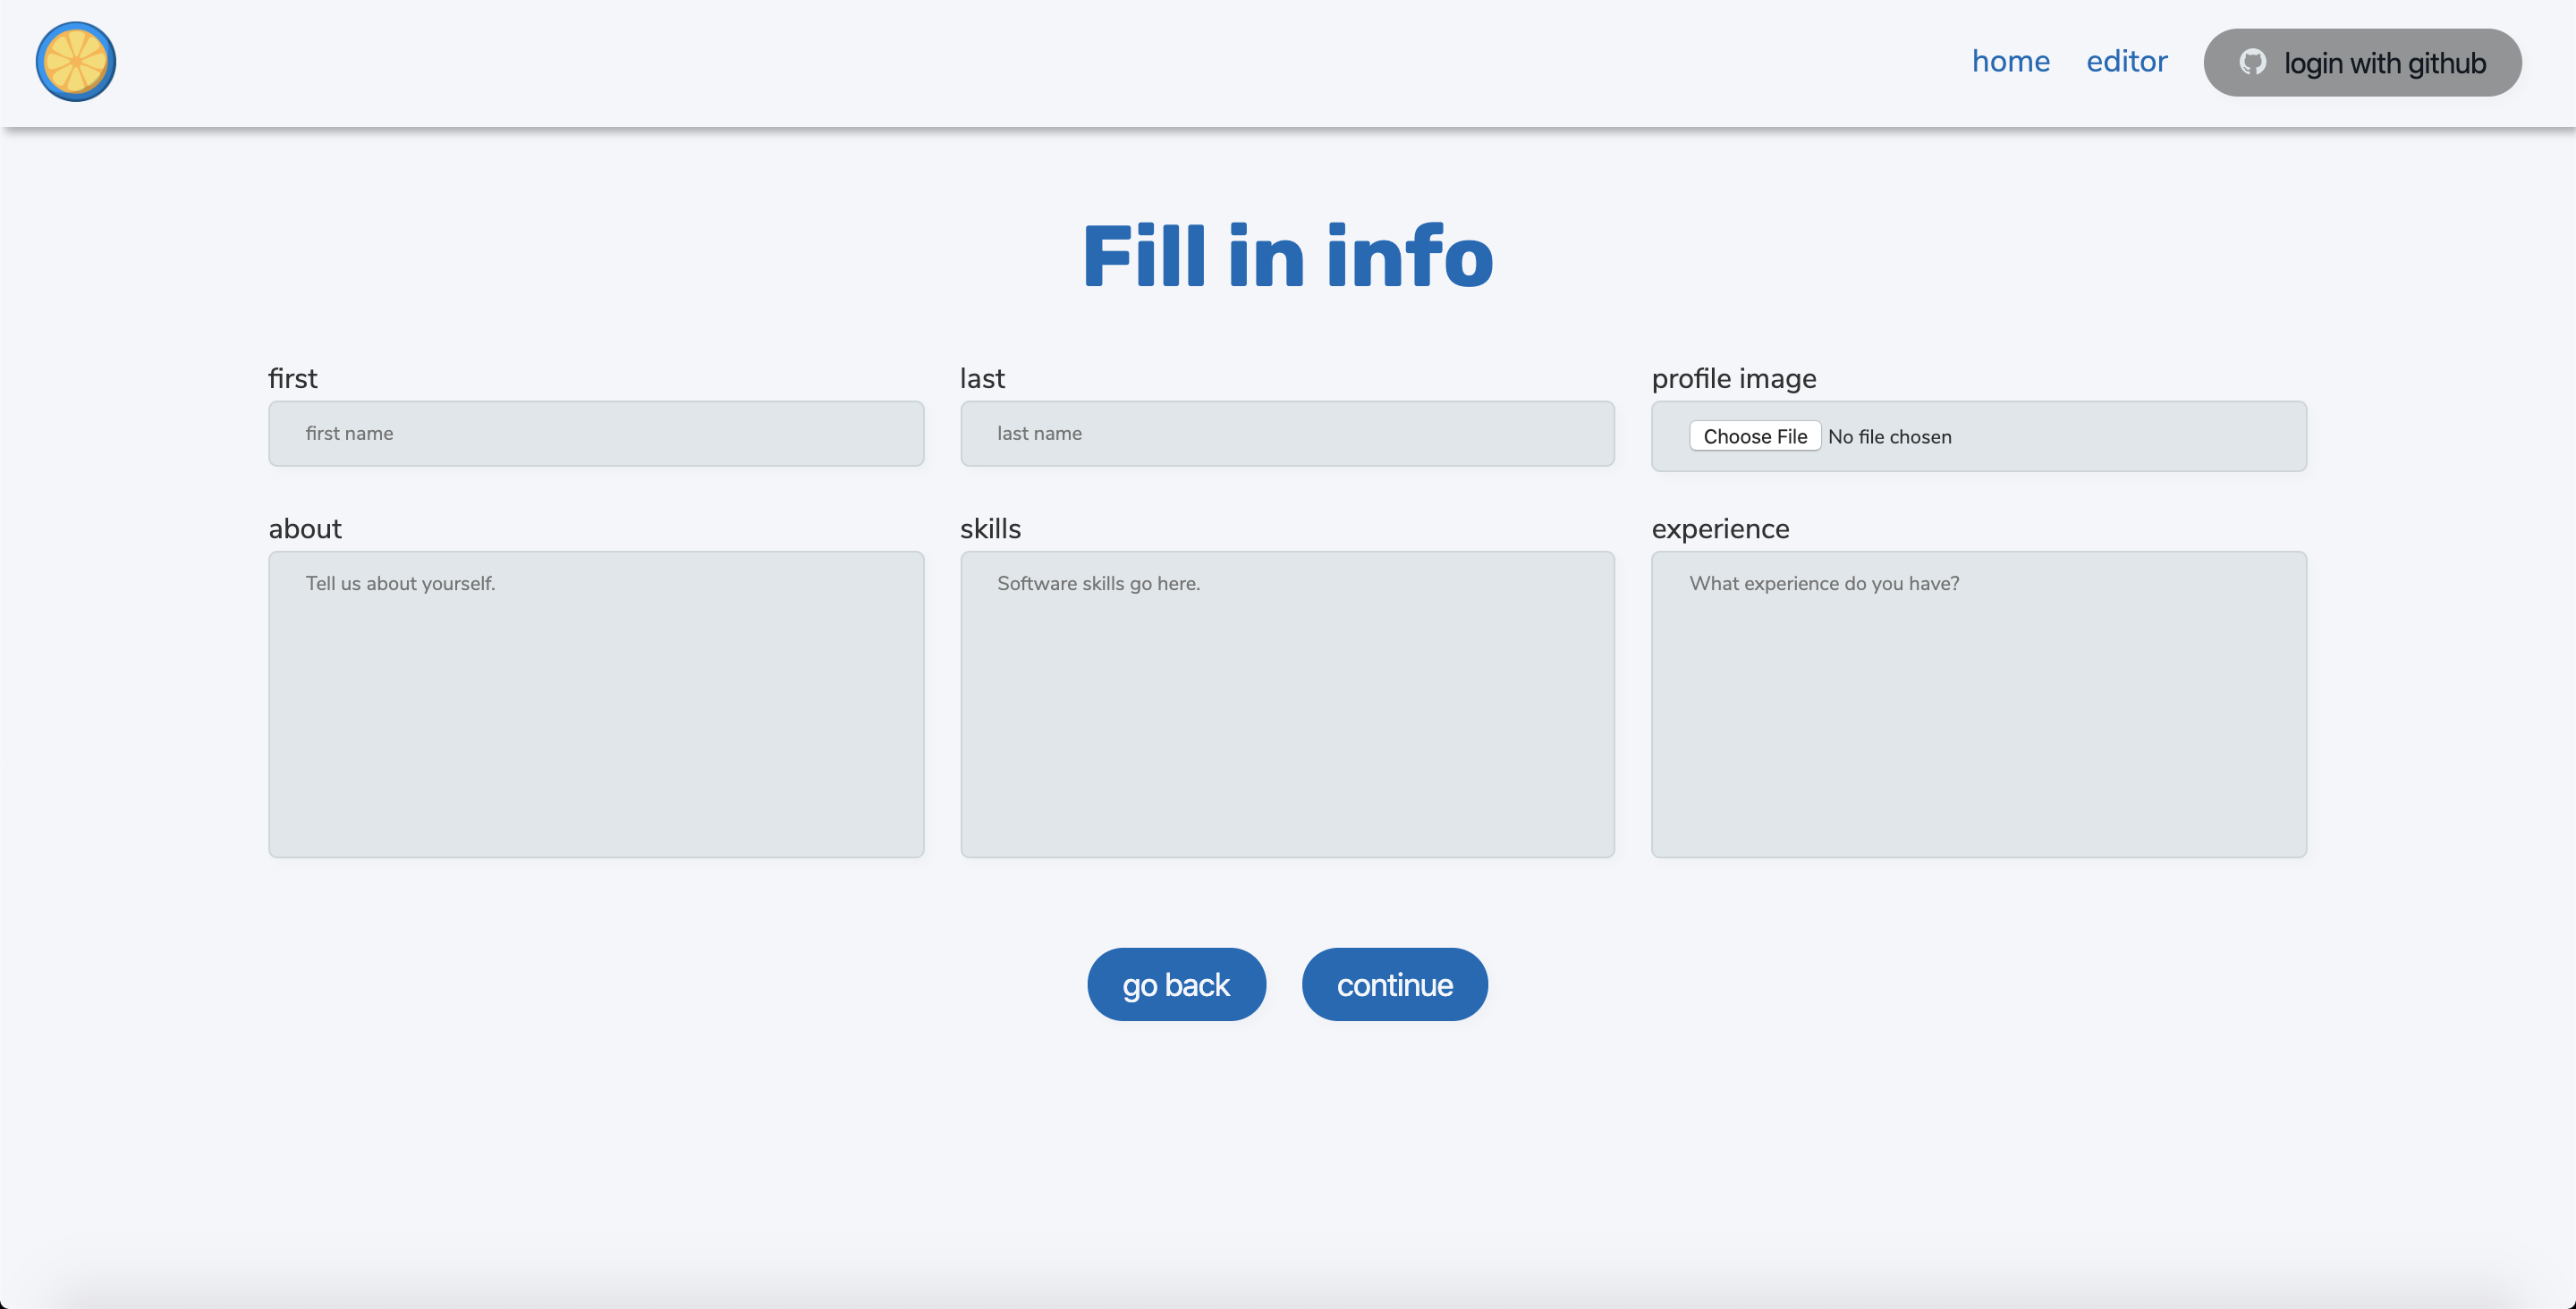 home editor login with github
Fill in info
first last profile image
first name last name Choose File No file chosen
about skills experience
Tell us about yourself. Software skills go here. What experience do you have?
go back continue